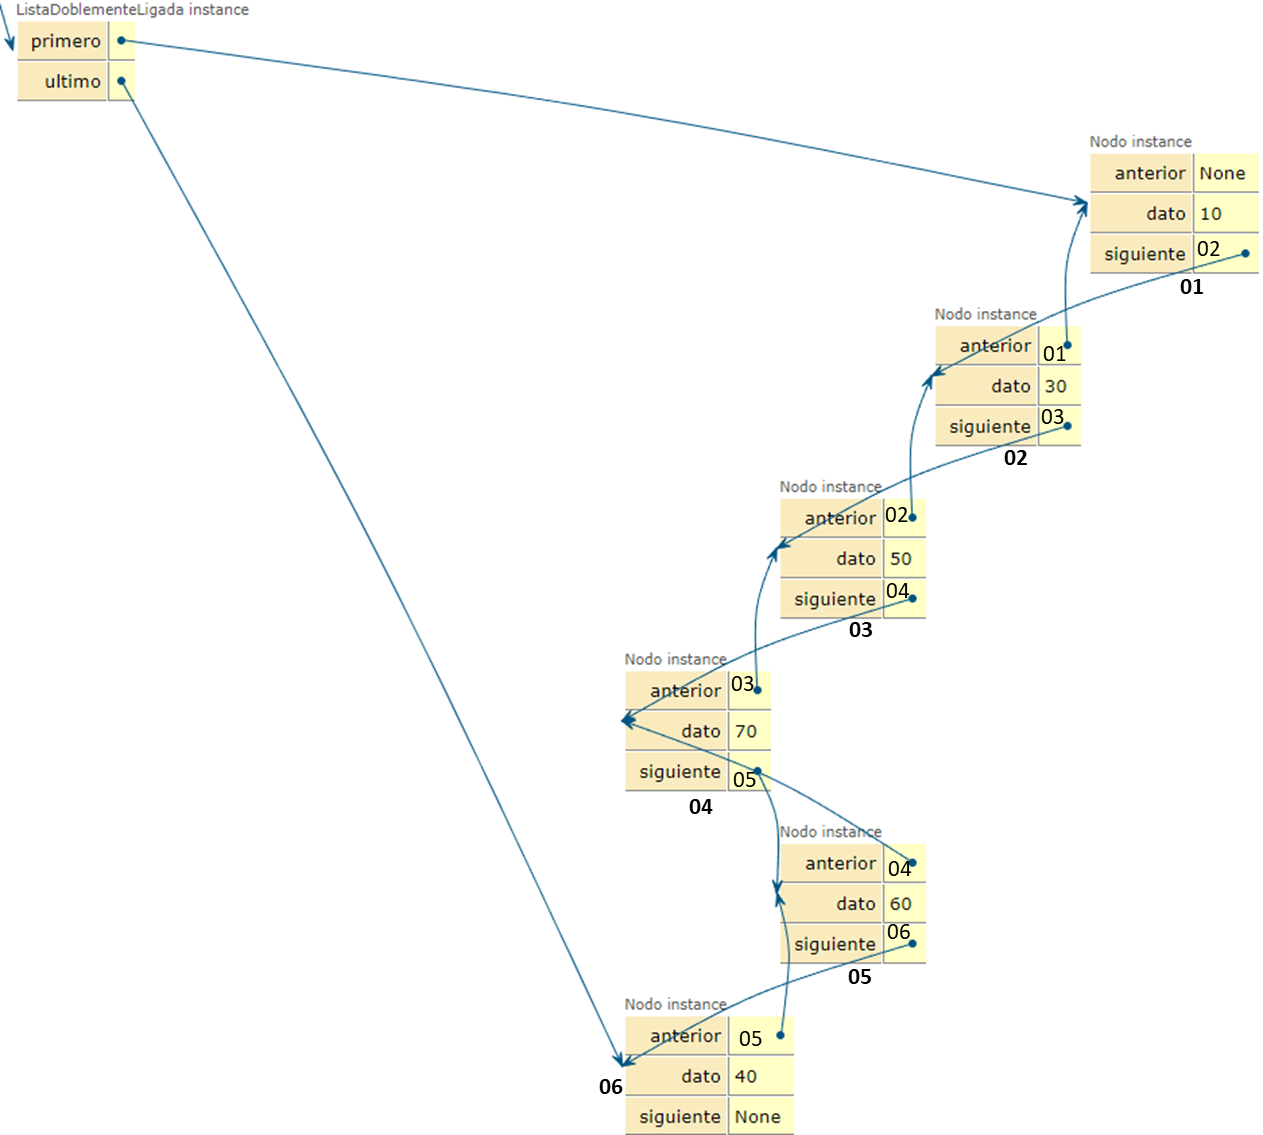 ListaDoblementeLigada instance
primero
ultimo
Nodo instance
anterior None
dato 10
siguiente 02
01
Nodo instance
anterior 01
dato 30
siguiente 03
02
Nodo instance
anterior 02
dato 50
siguiente 04
03
Nodo instance
anterior 03
dato 70
siguiente 05
04
Nodo instance
anterior 04
dato 60
siguiente 06
05
Nodo instance
anterior 05
dato 40
06
siguiente None